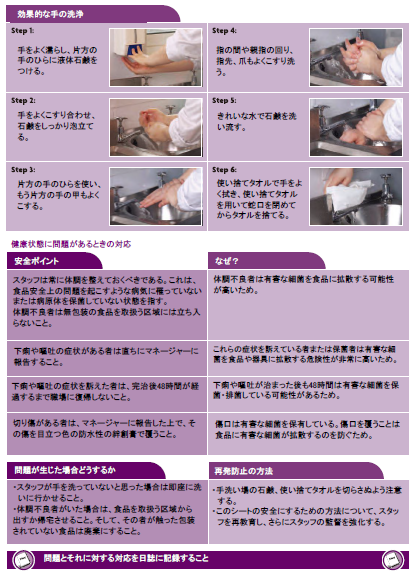 効果的な手の洗浄
Step 1:
手をよく濡らし、片方の
手のひらに液体石鹸を
つける。
Step 4:
指の間や親指の回り、
指先、爪もよくこすり洗
う。
Step 2:
手をよくこすり合わせ、
石鹸をしっかり泡立て
る。
Step 5:
きれいな水で石鹸を洗
い流す。
Step 3:
片方の手のひらを使い、
もう片方の手の甲もよく
こする。
Step 6:
使い捨てタオルで手をよ
く拭き、使い捨てタオル
を用いて蛇口を閉めて
からタオルを捨てる。
健康状態に問題があるときの対応
安全ポイント
なぜ？
スタッフは常に体調を整えておくべきである。これは、
食品安全上の問題を起こすような病気に罹っていない
または病原体を保菌していない状態を指す。
体調不良者は無包装の食品を取扱う区域には立ち入
らないこと。
体調不良者は有害な細菌を食品に拡散する可能性
が高いため。
下痢や嘔吐の症状がある者は直ちにマネージャーに
報告すること。
これらの症状を訴えている者または保菌者は有害な細
菌を食品や器具に拡散する危険性が非常に高いため。
下痢や嘔吐の症状を訴えた者は、完治後48時間が経
過するまで職場に復帰しないこと。
下痢や嘔吐が治まった後も48時間は有害な細菌を保
菌・排菌している可能性があるため。
切り傷がある者は、マネージャーに報告した上で、そ
の傷を目立つ色の防水性の絆創膏で覆うこと。
傷口は有害な細菌を保有している。傷口を覆うことは
食品に有害な細菌が拡散するのを防ぐため。
問題が生じた場合どうするか
再発防止の方法
・スタッフが手を洗っていないと思った場合は即座に洗
いに行かせること。
・体調不良者がいた場合は、食品を取扱う区域から
出すか帰宅させること。そして、その者が触った包装
されていない食品は廃棄にすること。
・手洗い場の石鹸、使い捨てタオルを切らさぬよう注意
する。
・このシートの安全にするための方法について、スタッ
フを再教育し、さらにスタッフの監督を強化する。
問題とそれに対する対応を日誌に記録すること